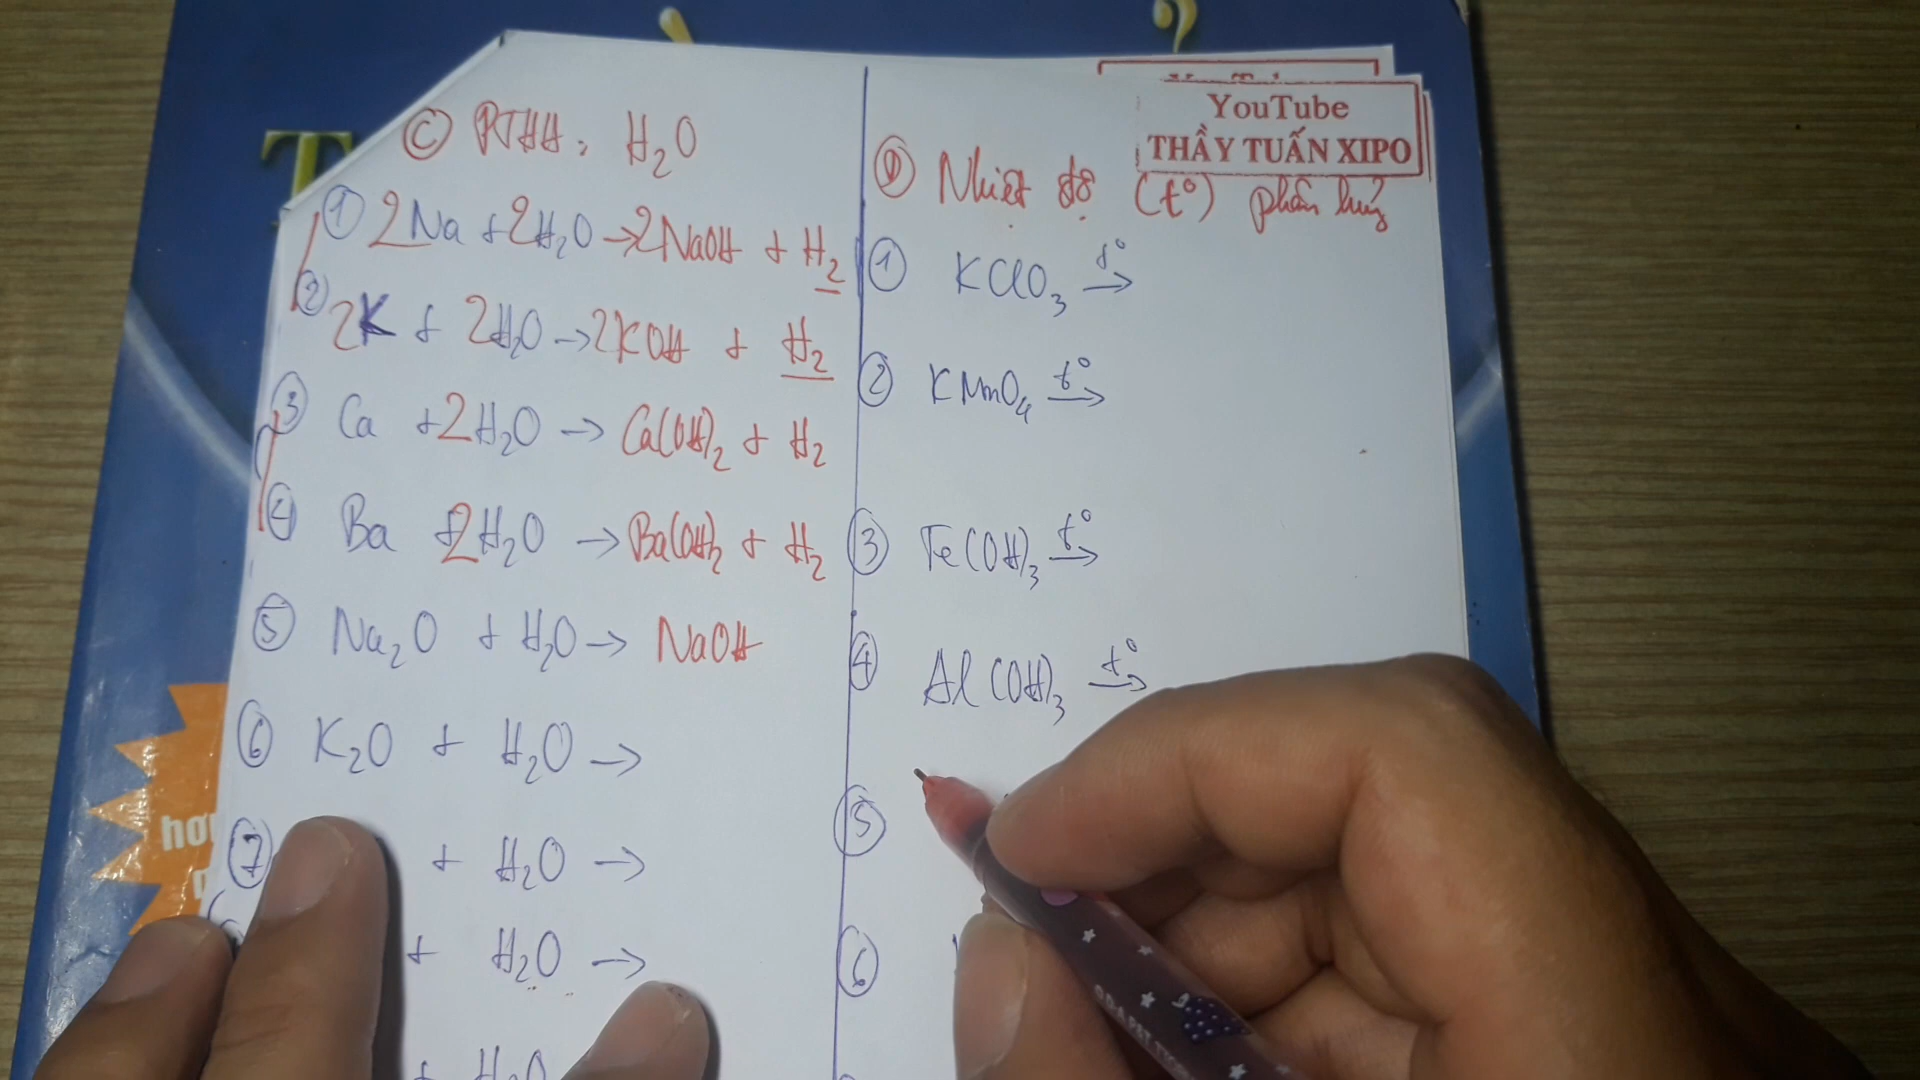 YouTube
THẦY TUẤN XIPO
Ⓒ PTHH: H₂O
① 2Na + 2H₂O → 2NaOH + H₂
② 2K + 2H₂O → 2KOH + H₂
③ Ca + 2H₂O → Ca(OH)₂ + H₂
④ Ba + 2H₂O → Ba(OH)₂ + H₂
⑤ Na₂O + H₂O → NaOH
⑥ K₂O + H₂O →
⑦ + H₂O →
+ H₂O →
+ H₂O
Nhiệt độ (t°) phân hủy
① KClO₃ t° →
② KMnO₄ t° →
③ Fe(OH)₃ t° →
④ Al(OH)₃ t° →
⑤
⑥